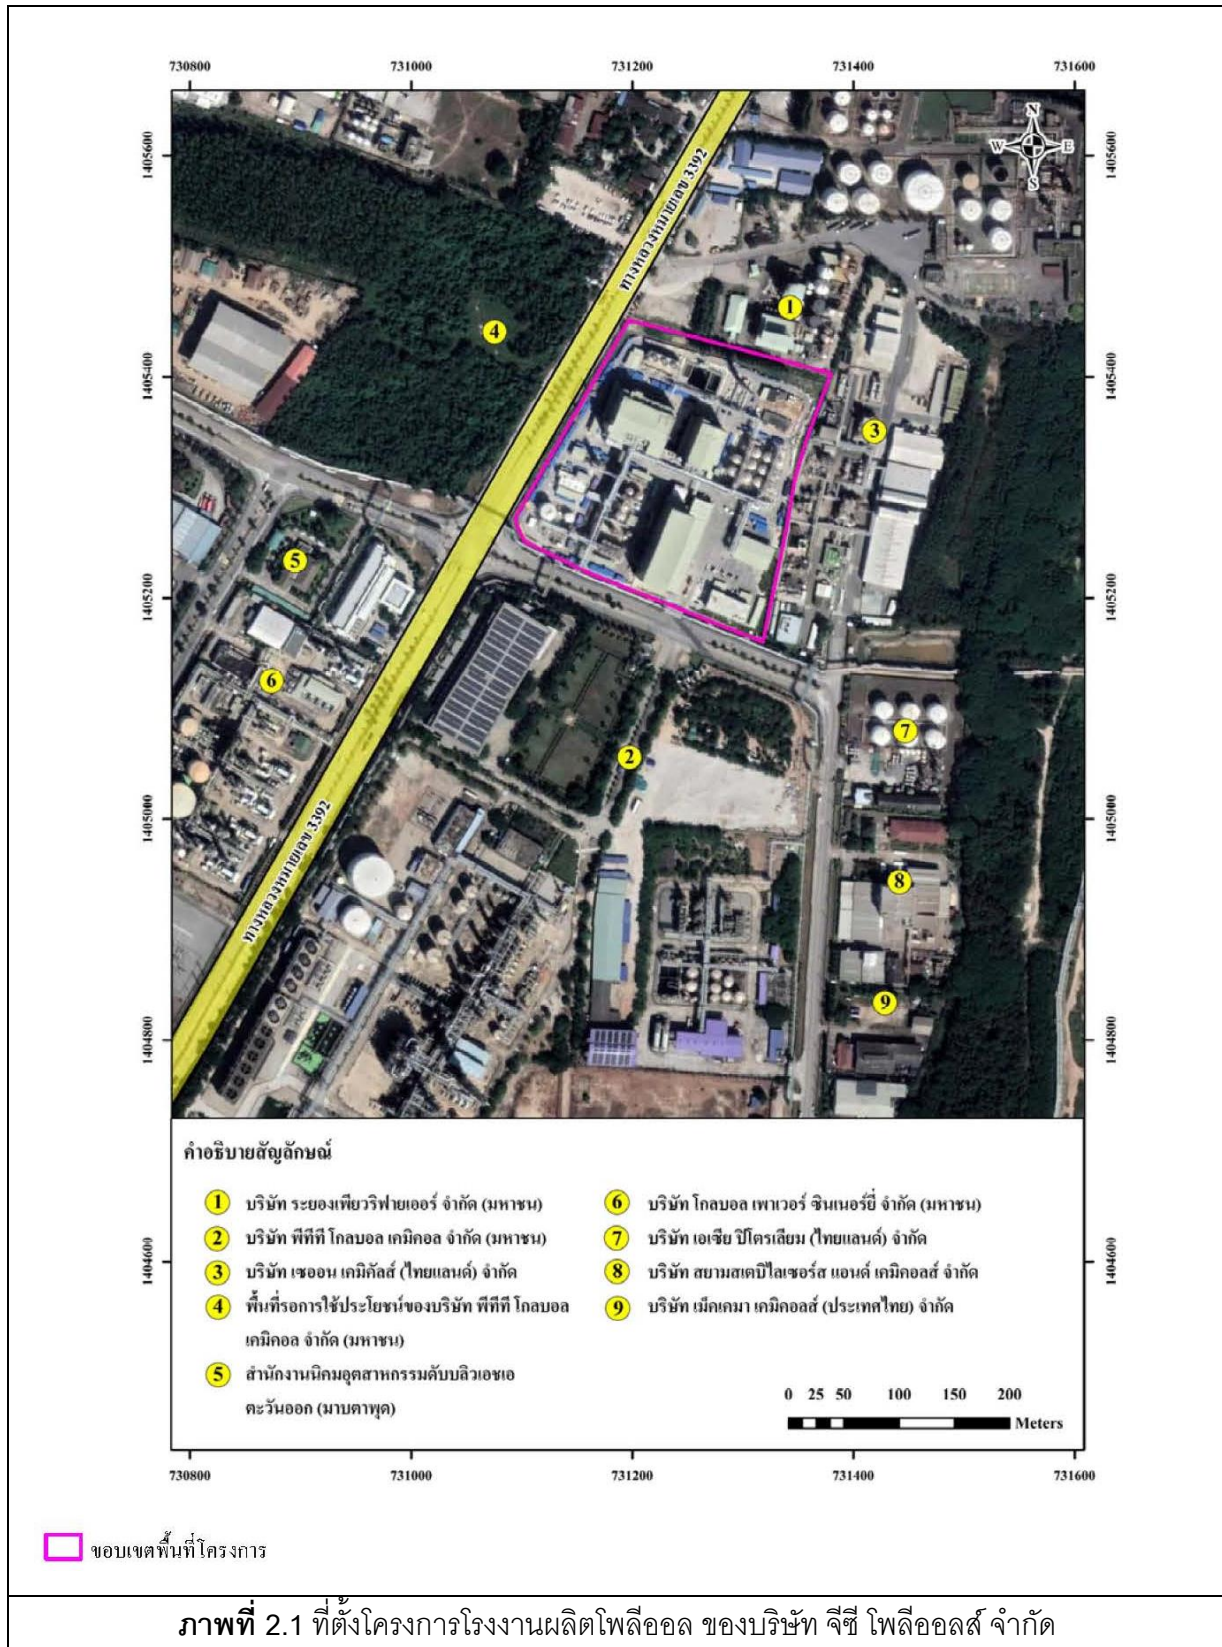 730800 731000 731200 731400 731600
1405600 1405600
N
W E
S
ทางหลวงหมายเลข 3392
1
4
1405400 1405400
3
5
1405200 1405200
6
7
2
1405000 1405000
ทางหลวงหมายเลข 3392
8
9
1404800 1404800
คำอธิบายสัญลักษณ์
1 บริษัท ระยองเพียวริฟายเออร์ จำกัด (มหาชน)
2 บริษัท พีทีที โกลบอล เคมิคอล จำกัด (มหาชน)
3 บริษัท เซออน เคมิคัลส์ (ไทยแลนด์) จำกัด
4 พื้นที่รอการใช้ประโยชน์ของบริษัท พีทีที โกลบอล
เคมิคอล จำกัด (มหาชน)
5 สำนักงานนิคมอุตสาหกรรมดับบลิวเอชเอ
ตะวันออก (มาบตาพุด)
6 บริษัท โกลบอล เพาเวอร์ ซินเนอร์ยี่ จำกัด (มหาชน)
7 บริษัท เอเซีย ปิโตรเลียม (ไทยแลนด์) จำกัด
8 บริษัท สยามสเตบิไลเซอร์ส แอนด์ เคมิคอลส์ จำกัด
9 บริษัท เม็คเคมา เคมิคอลส์ (ประเทศไทย) จำกัด
1404600 1404600
0 25 50 100 150 200
Meters
730800 731000 731200 731400 731600
ขอบเขตพื้นที่โครงการ
ภาพที่ 2.1 ที่ตั้งโครงการโรงงานผลิตโพลีออล ของบริษัท จีซี โพลีออลส์ จำกัด